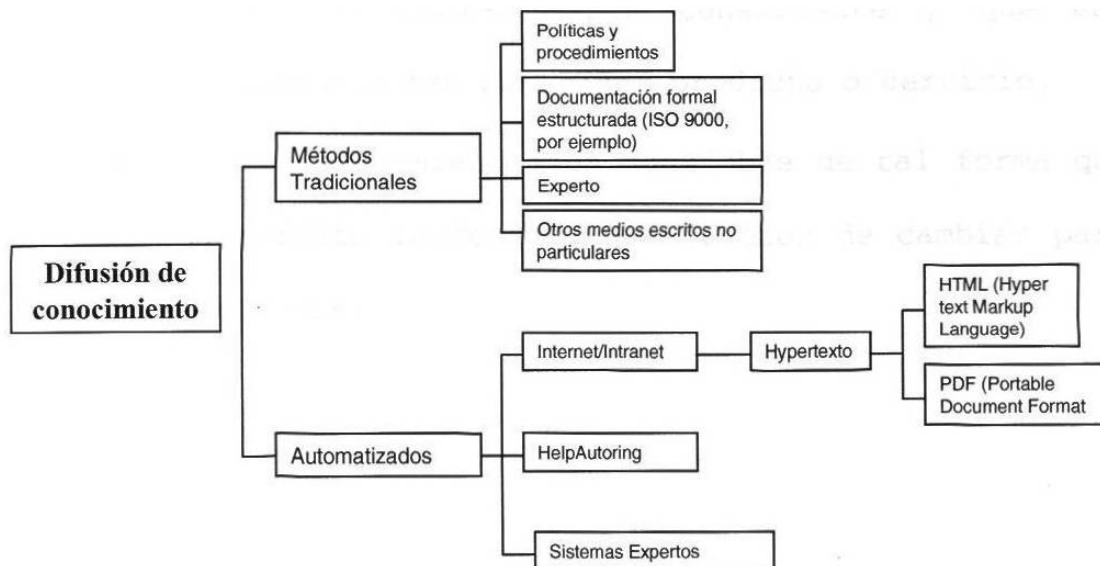 Políticas y
procedimientos
Documentación formal
estructurada (ISO 9000,
por ejemplo)
Métodos
Tradicionales
Experto
Otros medios escritos no
particulares
Difusión de
conocimiento
HTML (Hyper
text Markup
Language)
Internet/Intranet
Hypertexto
PDF (Portable
Document Format
Automatizados
HelpAutoring
Sistemas Expertos